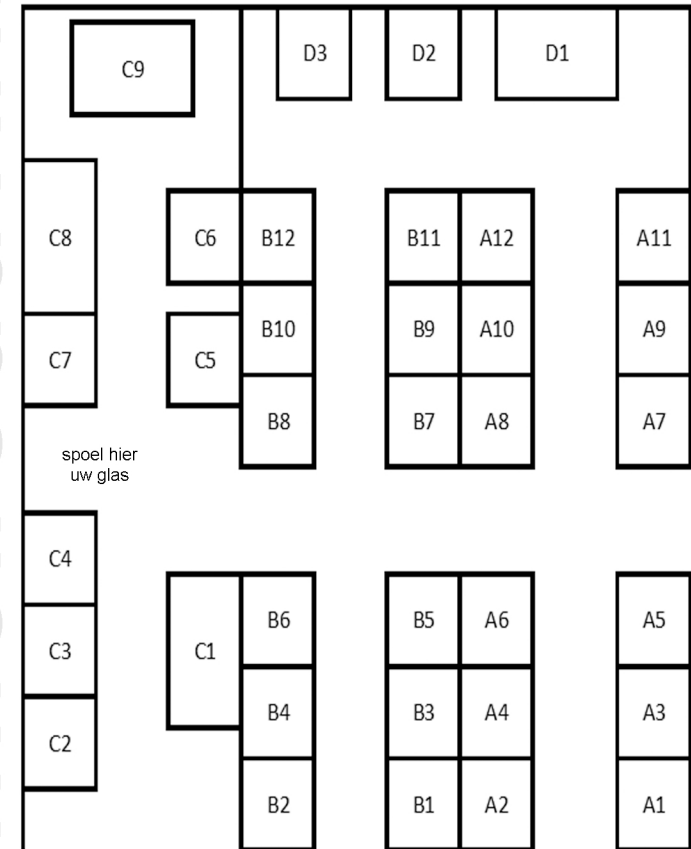 C9 D3 D2 D1
C8 C6 B12 B11 A12 A11
C7 C5 B10 B9 A10 A9
B8 B7 A8 A7
spoel hier
uw glas
C4 B6 B5 A6 A5
C3 C1 B4 B3 A4 A3
C2 B2 B1 A2 A1